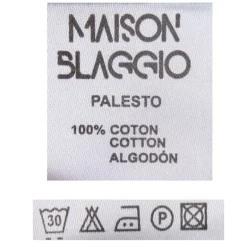 MAISON
BLAGGIO
PALESTO
100% COTON
COTTON
ALGODÓN
30 P